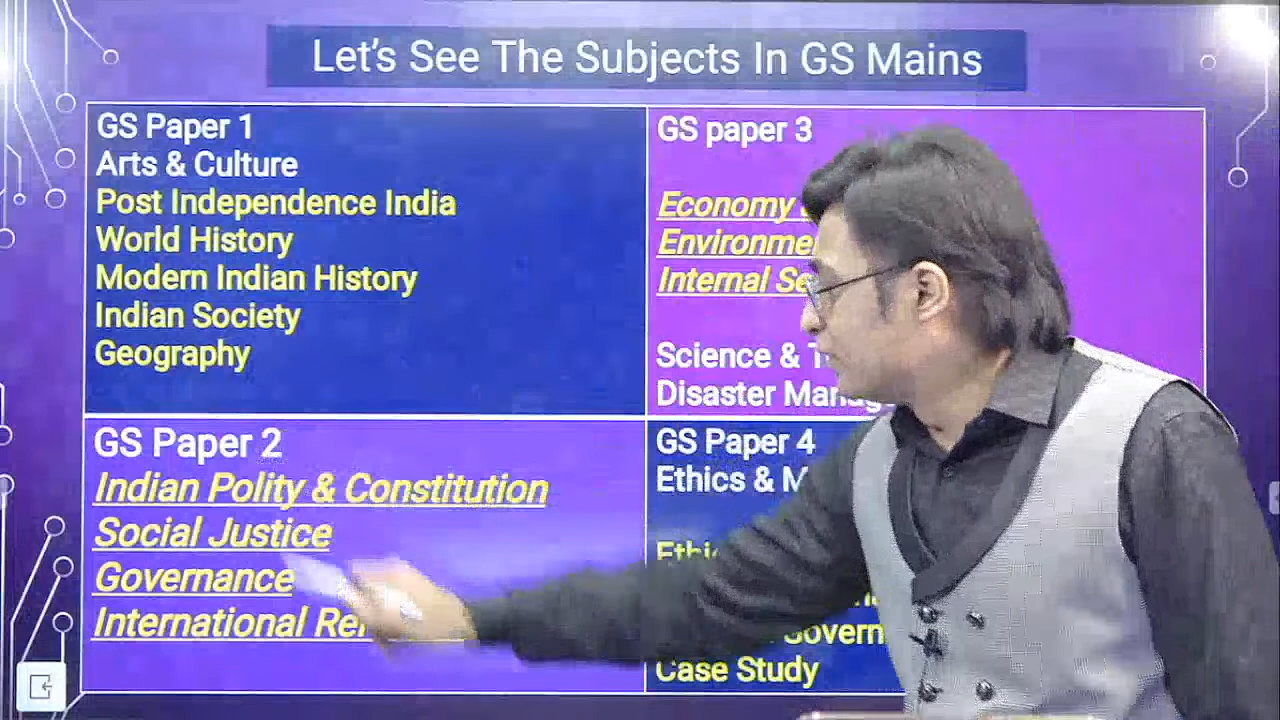 Let's See The Subjects In GS Mains
GS Paper 1
Arts & Culture
Post Independence India
World History
Modern Indian History
Indian Society
Geography
GS Paper 2
Indian Polity & Constitution
Social Justice
Governance
International
GS paper 3
Economy
Internal
Science &
Disaster
GS Paper 4
Ethics &
Case Study